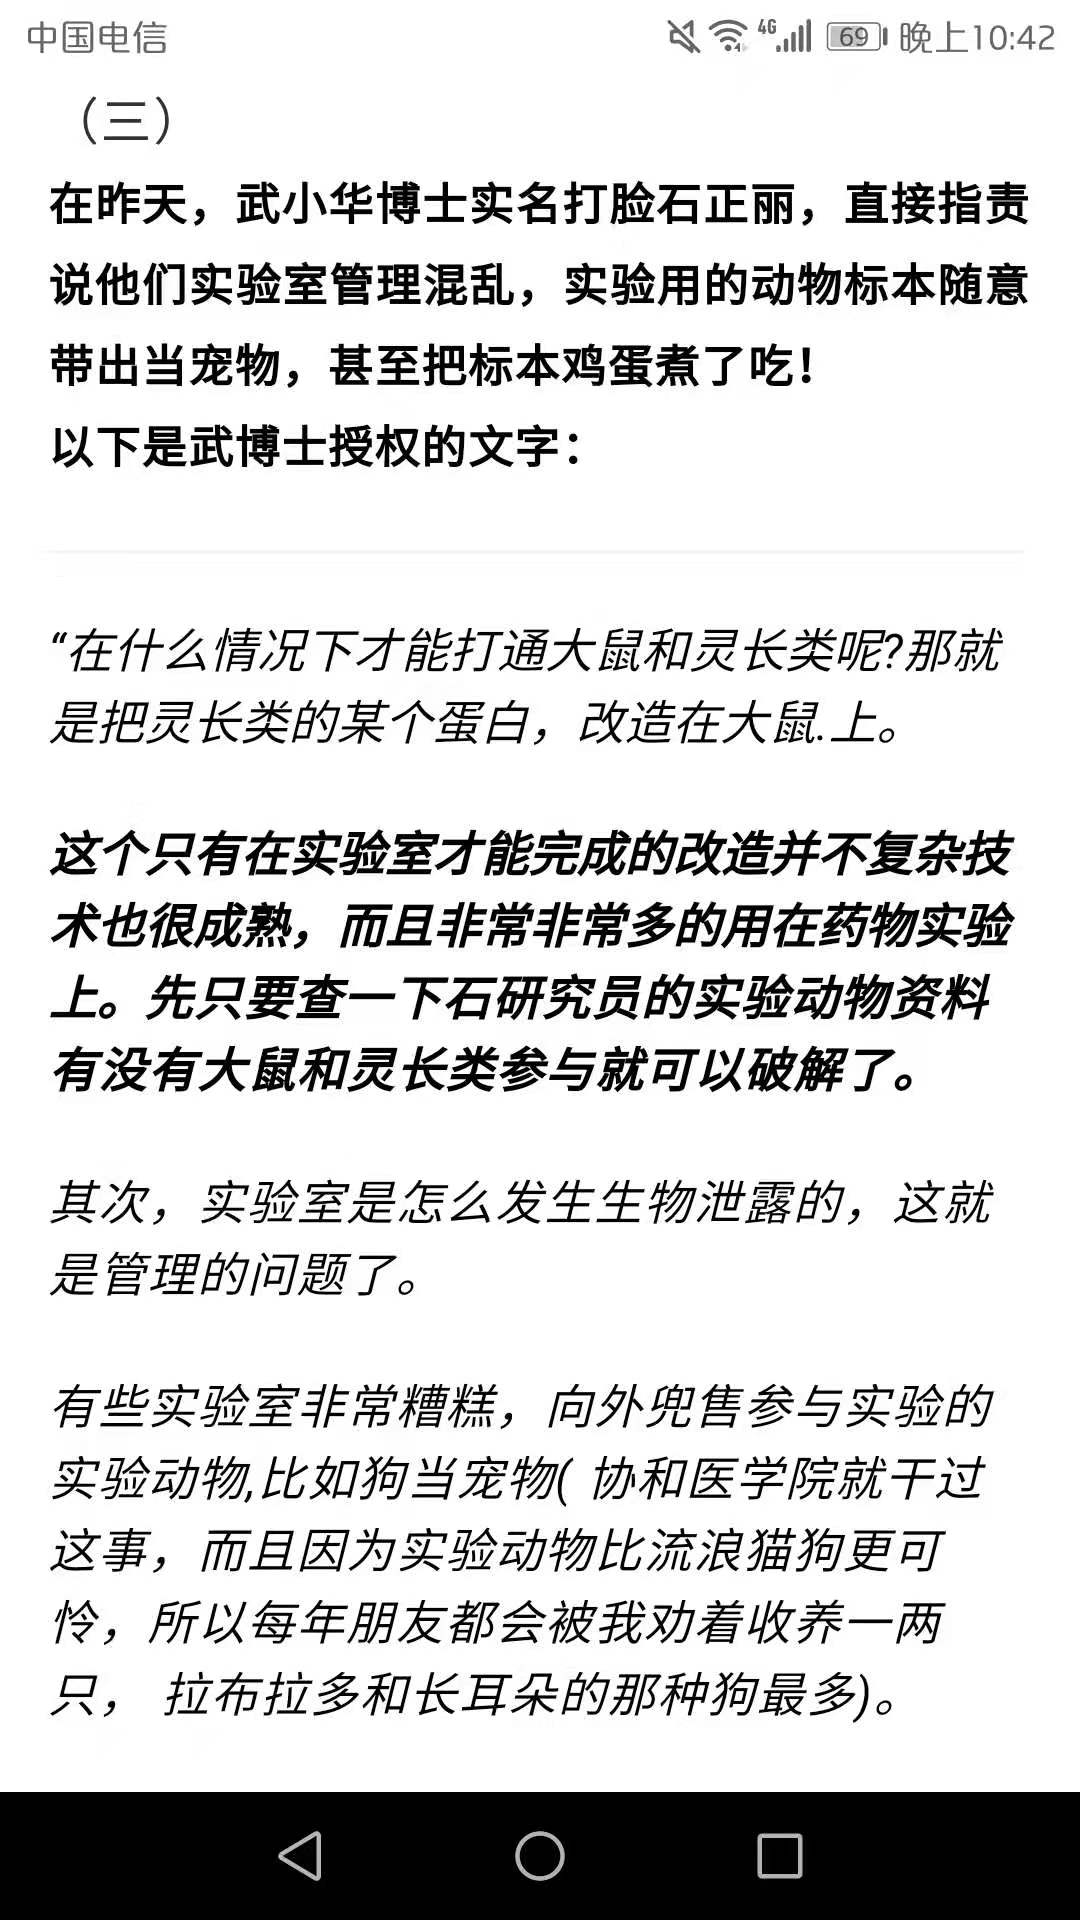 中国电信
4G 69 晚上10:42
（三）
在昨天，武小华博士实名打脸石正丽，直接指责
说他们实验室管理混乱，实验用的动物标本随意
带出当宠物，甚至把标本鸡蛋煮了吃！
以下是武博士授权的文字：
“在什么情况下才能打通大鼠和灵长类呢?那就
是把灵长类的某个蛋白，改造在大鼠.上。
这个只有在实验室才能完成的改造并不复杂技
术也很成熟，而且非常非常多的用在药物实验
上。先只要查一下石研究员的实验动物资料
有没有大鼠和灵长类参与就可以破解了。
其次，实验室是怎么发生生物泄露的，这就
是管理的问题了。
有些实验室非常糟糕，向外兜售参与实验的
实验动物,比如狗当宠物( 协和医学院就干过
这事，而且因为实验动物比流浪猫狗更可
怜，所以每年朋友都会被我劝着收养一两
只， 拉布拉多和长耳朵的那种狗最多)。